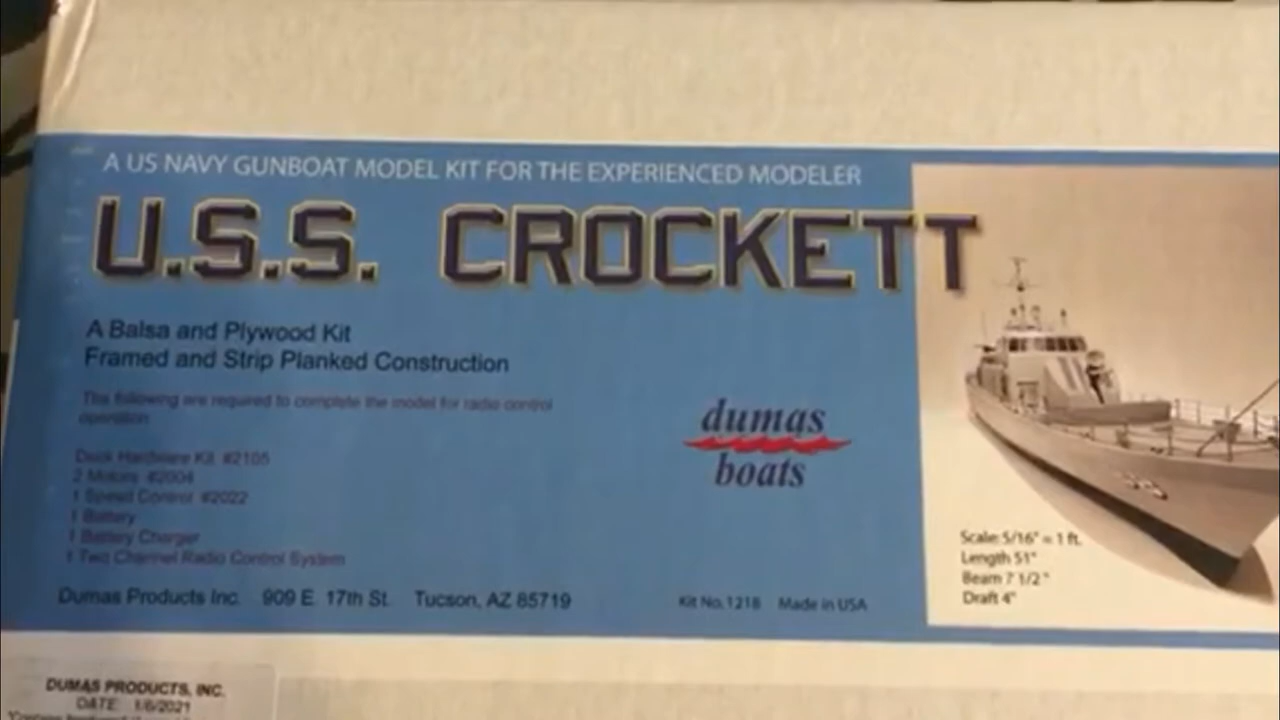 A US NAVY GUNBOAT MODEL KIT FOR THE EXPERIENCED MODELER
U.S.S. CROCKETT
A Balsa and Plywood Kit
Framed and Strip Planked Construction
The following are required to complete the model for radio control
operation
Duck Hardware Kit #2105
2 Motors #2004
1 Speed Control #2022
1 Battery
1 Battery Charger
1 Two Channel Radio Control System
dumas
boats
Scale: 5/16" = 1 ft.
Length 51"
Beam 7 1/2"
Draft 4"
Dumas Products Inc. 909 E. 17th St. Tucson, AZ 85719
Kit No. 1218 Made in USA
DUMAS PRODUCTS, INC.
DATE: 1/6/2021